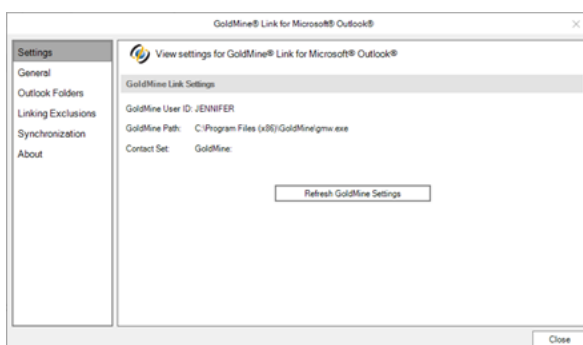 GoldMine® Link for Microsoft® Outlook®
Settings
General
Outlook Folders
Linking Exclusions
Synchronization
About
View settings for GoldMine® Link for Microsoft® Outlook®
GoldMine Link Settings
GoldMine User ID: JENNIFER
GoldMine Path: C:\Program Files (x86)\GoldMine\gmw.exe
Contact Set: GoldMine:
Refresh GoldMine Settings
Close